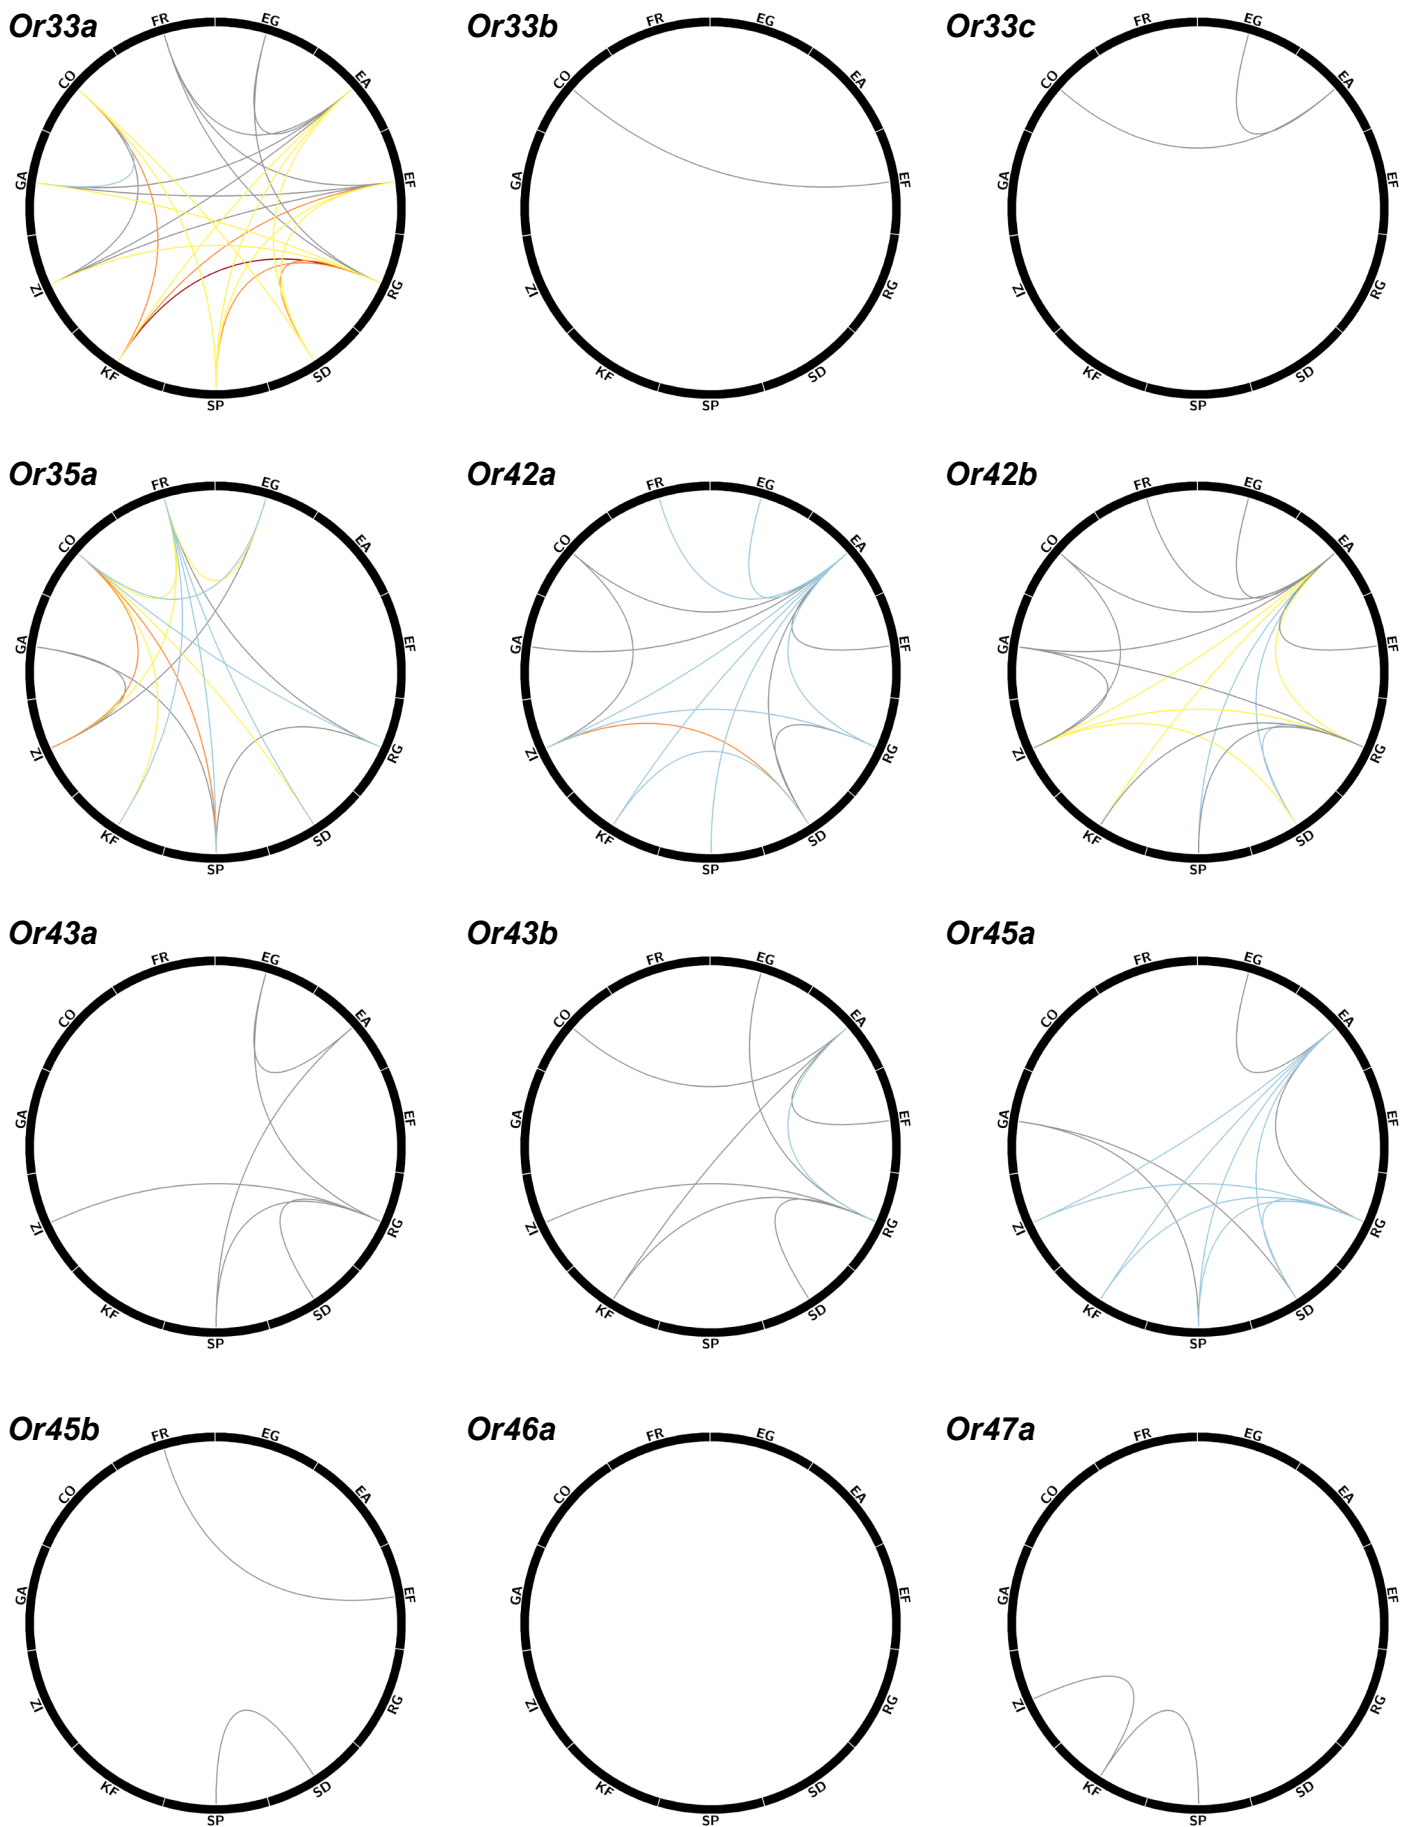 Or33a
FR EG EA EF RG SD SP KF ZI GA CO
Or33b
FR EG EA EF RG SD SP KF ZI GA CO
Or33c
FR EG EA EF RG SD SP KF ZI GA CO
Or35a
FR EG EA EF RG SD SP KF ZI GA CO
Or42a
FR EG EA EF RG SD SP KF ZI GA CO
Or42b
FR EG EA EF RG SD SP KF ZI GA CO
Or43a
FR EG EA EF RG SD SP KF ZI GA CO
Or43b
FR EG EA EF RG SD SP KF ZI GA CO
Or45a
FR EG EA EF RG SD SP KF ZI GA CO
Or45b
FR EG EA EF RG SD SP KF ZI GA CO
Or46a
FR EG EA EF RG SD SP KF ZI GA CO
Or47a
FR EG EA EF RG SD SP KF ZI GA CO